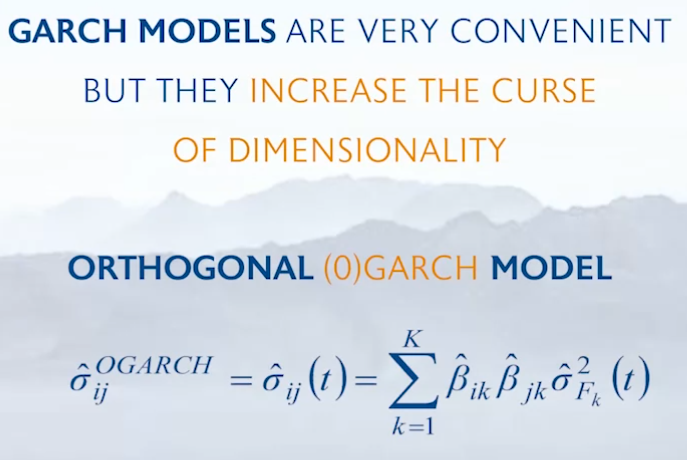 GARCH MODELS ARE VERY CONVENIENT
BUT THEY INCREASE THE CURSE
OF DIMENSIONALITY
ORTHOGONAL (0)GARCH MODEL
$\hat{\sigma}_{ij}^{OGARCH} = \hat{\sigma}_{ij}(t) = \sum_{k=1}^{K} \hat{\beta}_{ik} \hat{\beta}_{jk} \hat{\sigma}_{F_k}^{2}(t)$